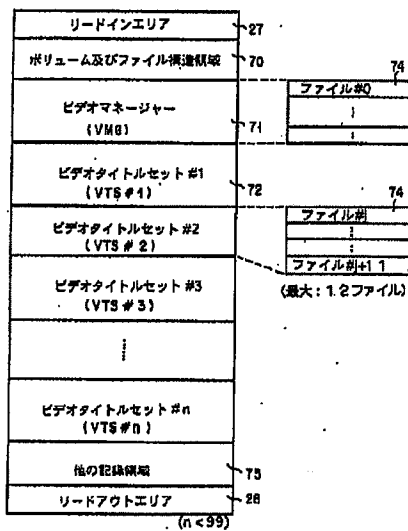 リードインエリア
27
ボリューム及びファイル構造領域
70
ビデオマネージャー
(VMG)
71
74
ファイル#0
ビデオタイトルセット #1
(VTS#1)
72
74
ファイル#j
ファイル#j+11
(最大:12ファイル)
ビデオタイトルセット #2
(VTS#2)
ビデオタイトルセット #3
(VTS#3)
ビデオタイトルセット #n
(VTS#n)
他の記録領域
73
リードアウトエリア
26
(n<99)